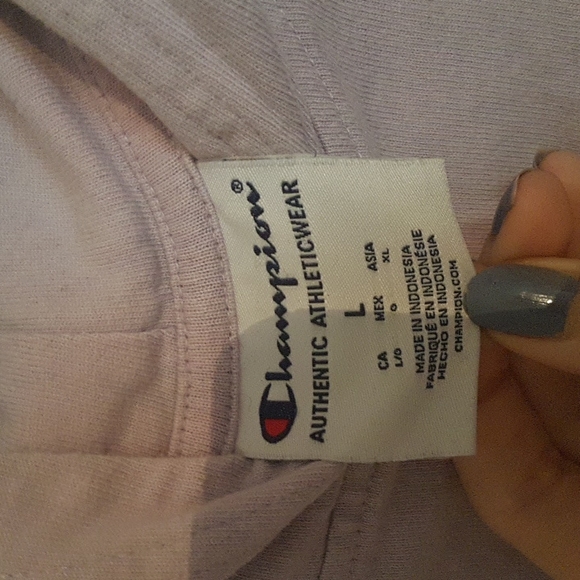 Champion®
AUTHENTIC ATHLETICWEAR
L
CA MEX ASIA
L/G G XL
MADE IN INDONESIA
FABRIQUÉ EN INDONÉSIE
HECHO EN INDONESIA
CHAMPION.COM